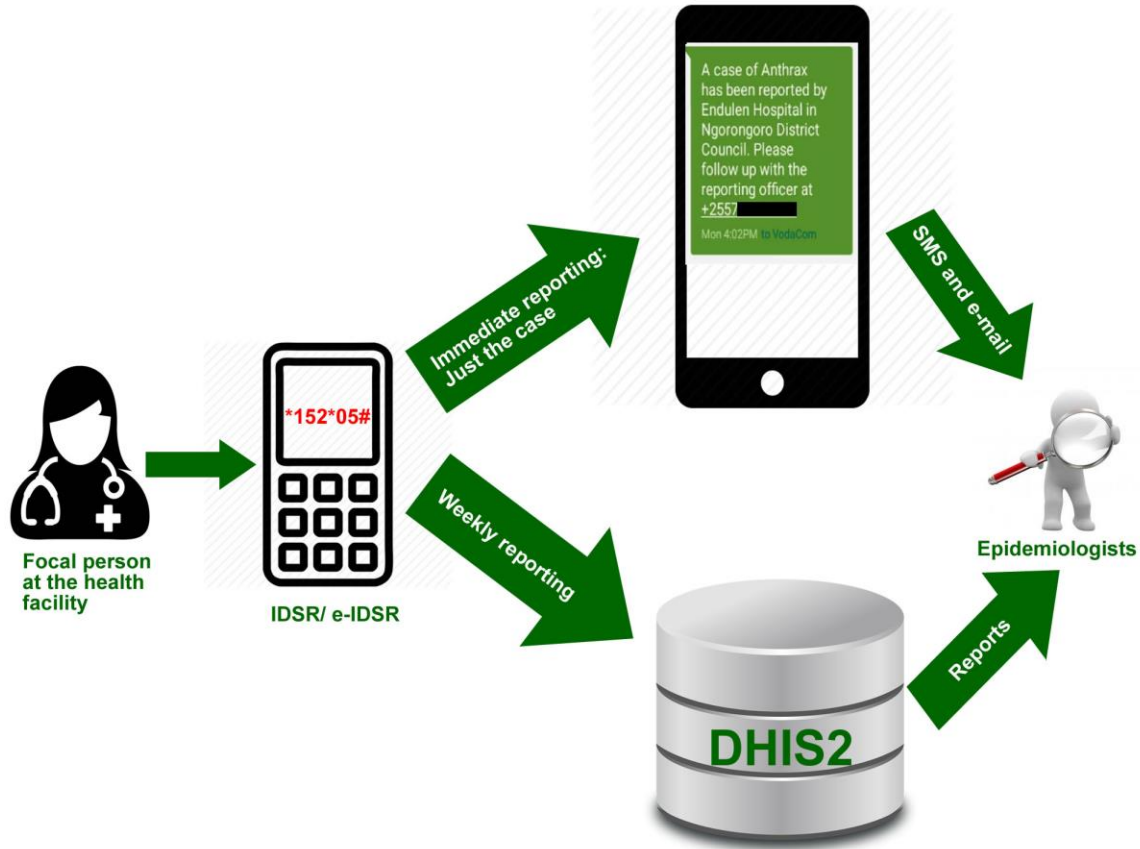 A case of Anthrax
has been reported by
Endulen Hospital in
Ngorongoro District
Council. Please
follow up with the
reporting officer at
+2557
Mon 4:02PM to VodaCom
Immediate reporting:
Just the case
SMS and e-mail
*152*05#
Focal person
at the health
facility
IDSR/ e-IDSR
Weekly reporting
Epidemiologists
Reports
DHIS2